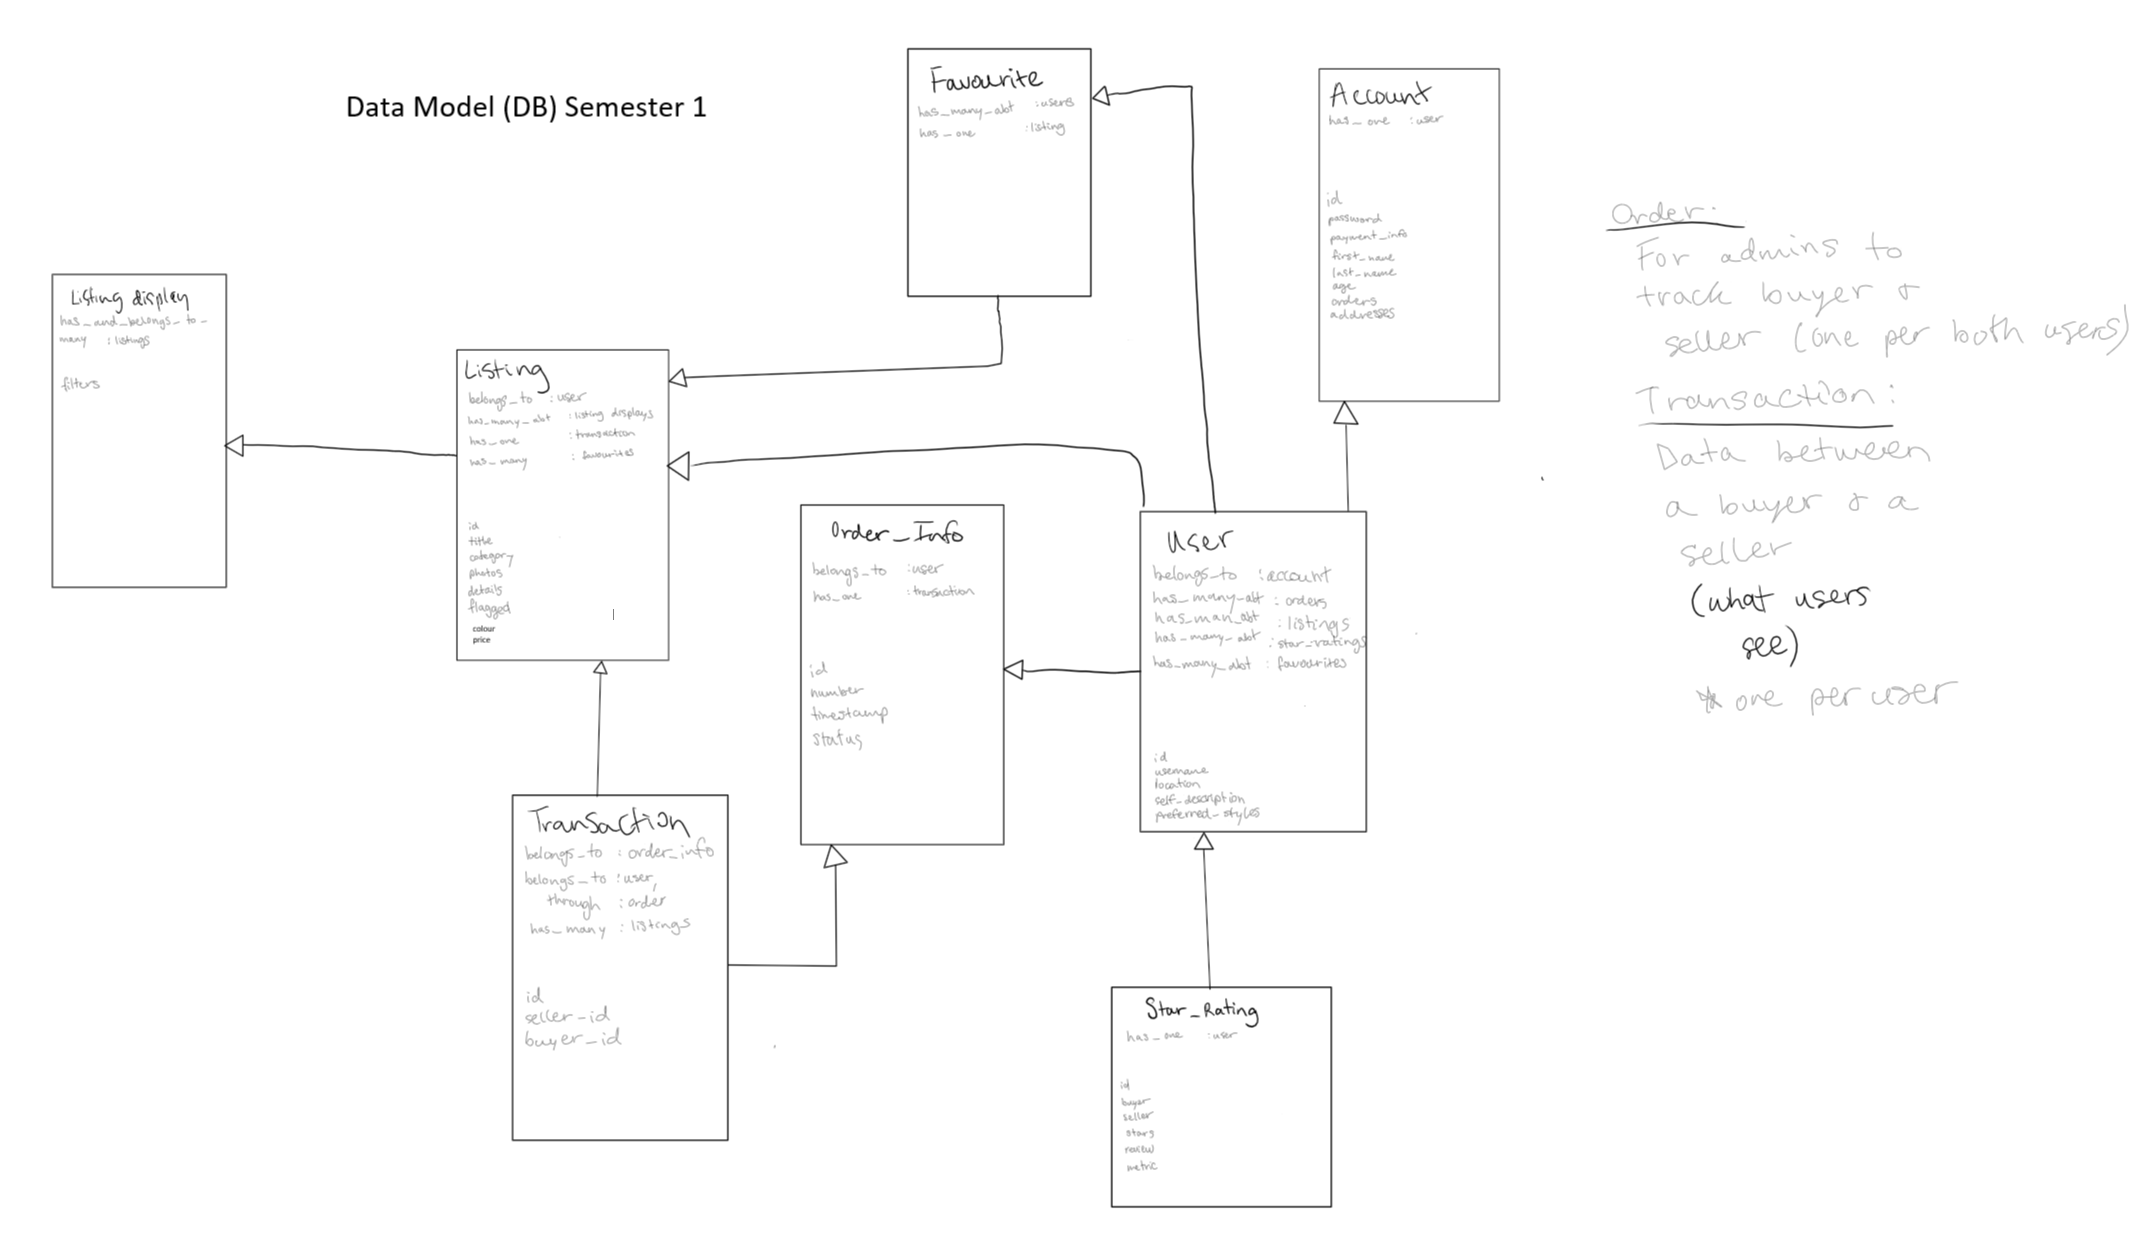 Data Model (DB) Semester 1
Favourite
has_many_abt :users
has_one :listing
Account
has_one :user
id
password
payment_info
first_name
last_name
age
orders
addresses
Order:
For admins to
track buyer &
seller (one per both users)
Transaction:
Data between
a buyer & a
seller
(what users
see)
* one per user
Listing display
has_and_belongs_to_
many :listings
filters
Listing
belongs_to :user
has_many_abt :listing displays
has_one :transaction
has_many :favourites
id
title
category
photos
details
flagged
colour
price
Order_Info
belongs_to :user
has_one :transaction
id
number
timestamp
status
User
belongs_to :account
has_many_abt : orders
has_man_abt : listings
has_many_abt : star_ratings
has_many_abt : favourites
id
username
location
self_description
preferred_styles
Transaction
belongs_to : order_info
belongs_to :user,
through : order
has_many : listings
id
seller_id
buyer_id
Star_Rating
has_one :user
id
buyer
seller
stars
review
metric